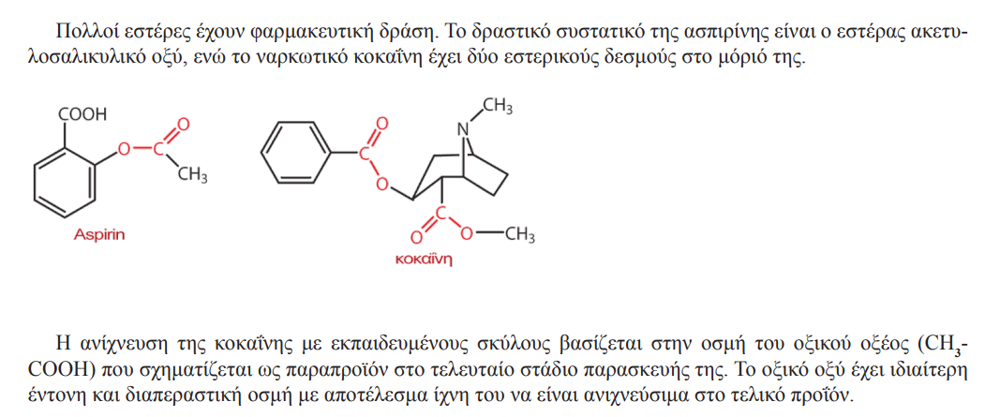 Πολλοί εστέρες έχουν φαρμακευτική δράση. Το δραστικό συστατικό της ασπιρίνης είναι ο εστέρας ακετυ-
λοσαλικυλικό οξύ, ενώ το ναρκωτικό κοκαΐνη έχει δύο εστερικούς δεσμούς στο μόριό της.
COOH
O
O
C
CH₃
Aspirin
O
C
O
N
CH₃
C
O
O
CH₃
κοκαΐνη
Η ανίχνευση της κοκαΐνης με εκπαιδευμένους σκύλους βασίζεται στην οσμή του οξικού οξέος (CH₃-
COOH) που σχηματίζεται ως παραπροϊόν στο τελευταίο στάδιο παρασκευής της. Το οξικό οξύ έχει ιδιαίτερη
έντονη και διαπεραστική οσμή με αποτέλεσμα ίχνη του να είναι ανιχνεύσιμα στο τελικό προΐόν.